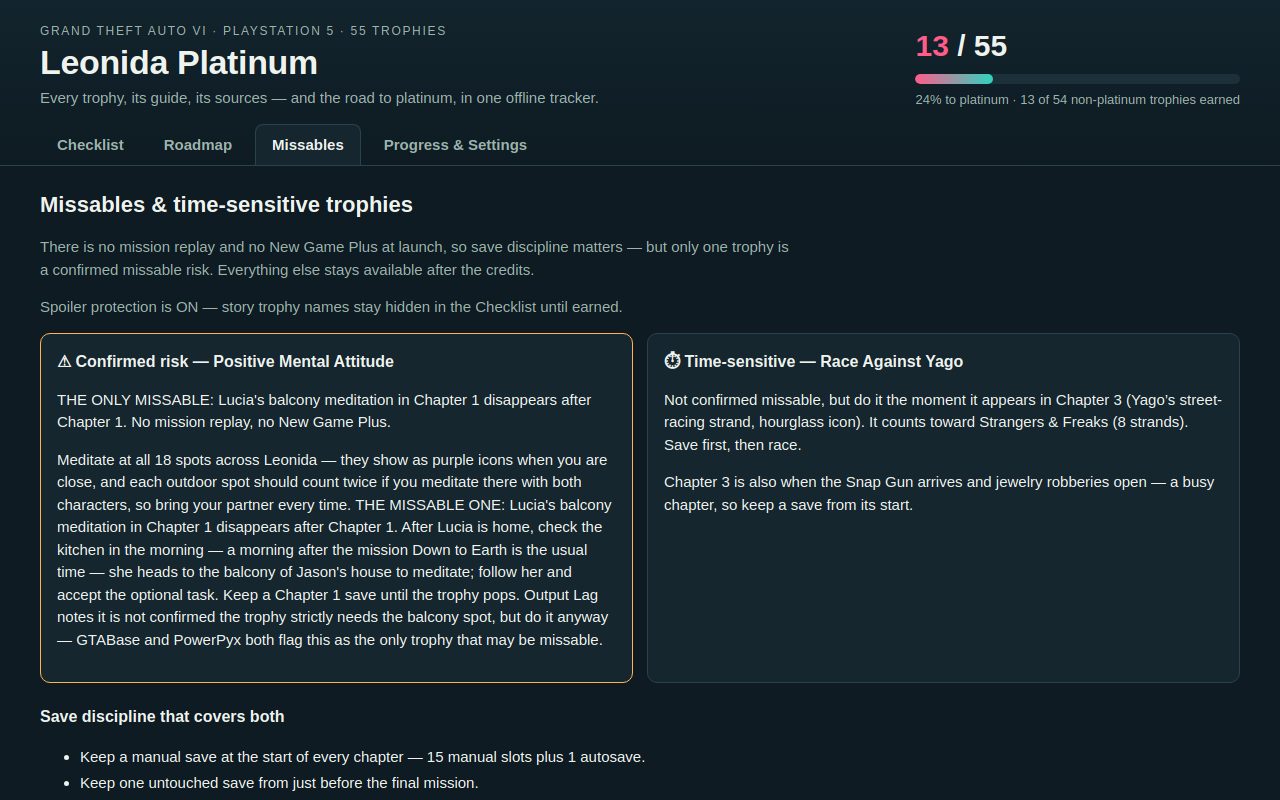 GRAND THEFT AUTO VI · PLAYSTATION 5 · 55 TROPHIES
Leonida Platinum
Every trophy, its guide, its sources — and the road to platinum, in one offline tracker.
13 / 55
24% to platinum · 13 of 54 non-platinum trophies earned
Checklist
Roadmap
Missables
Progress & Settings
Missables & time-sensitive trophies
There is no mission replay and no New Game Plus at launch, so save discipline matters — but only one trophy is
a confirmed missable risk. Everything else stays available after the credits.
Spoiler protection is ON — story trophy names stay hidden in the Checklist until earned.
⚠ Confirmed risk — Positive Mental Attitude
THE ONLY MISSABLE: Lucia's balcony meditation in Chapter 1 disappears after
Chapter 1. No mission replay, no New Game Plus.
Meditate at all 18 spots across Leonida — they show as purple icons when you are
close, and each outdoor spot should count twice if you meditate there with both
characters, so bring your partner every time. THE MISSABLE ONE: Lucia's balcony
meditation in Chapter 1 disappears after Chapter 1. After Lucia is home, check the
kitchen in the morning — a morning after the mission Down to Earth is the usual
time — she heads to the balcony of Jason's house to meditate; follow her and
accept the optional task. Keep a Chapter 1 save until the trophy pops. Output Lag
notes it is not confirmed the trophy strictly needs the balcony spot, but do it anyway
— GTABase and PowerPyx both flag this as the only trophy that may be missable.
⏱ Time-sensitive — Race Against Yago
Not confirmed missable, but do it the moment it appears in Chapter 3 (Yago's street-
racing strand, hourglass icon). It counts toward Strangers & Freaks (8 strands).
Save first, then race.
Chapter 3 is also when the Snap Gun arrives and jewelry robberies open — a busy
chapter, so keep a save from its start.
Save discipline that covers both
• Keep a manual save at the start of every chapter — 15 manual slots plus 1 autosave.
• Keep one untouched save from just before the final mission.